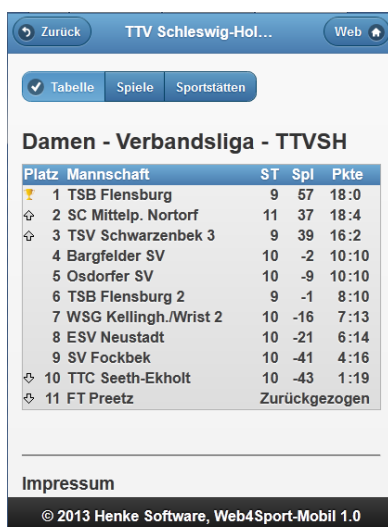 Zurück TTV Schleswig-Hol... Web
Tabelle Spiele Sportstätten
Damen - Verbandsliga - TTVSH
Platz Mannschaft ST Spl Pkte
1 TSB Flensburg 9 57 18:0
2 SC Mittelp. Nortorf 11 37 18:4
3 TSV Schwarzenbek 3 9 39 16:2
4 Bargfelder SV 10 -2 10:10
5 Osdorfer SV 10 -9 10:10
6 TSB Flensburg 2 9 -1 8:10
7 WSG Kellingh./Wrist 2 10 -16 7:13
8 ESV Neustadt 10 -21 6:14
9 SV Fockbek 10 -41 4:16
10 TTC Seeth-Ekholt 10 -43 1:19
11 FT Preetz Zurückgezogen
Impressum
© 2013 Henke Software, Web4Sport-Mobil 1.0